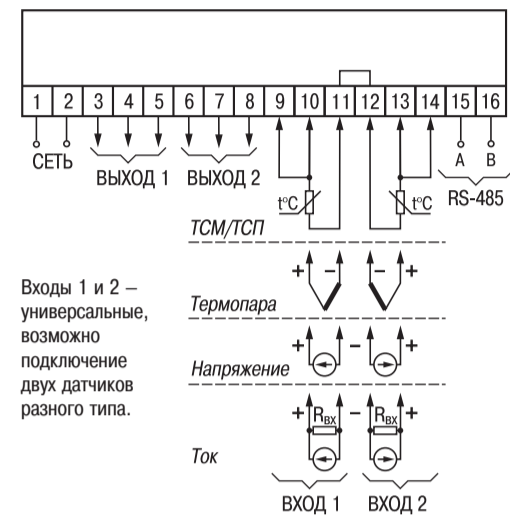 1 2 3 4 5 6 7 8 9 10 11 12 13 14 15 16
СЕТЬ
ВЫХОД 1
ВЫХОД 2
A B
RS-485
t°C t°C
ТСМ/ТСП
+ – – +
Термопара
+ – +
Напряжение
+ Rвх – Rвх +
Ток
ВХОД 1 ВХОД 2
Входы 1 и 2 –
универсальные,
возможно
подключение
двух датчиков
разного типа.